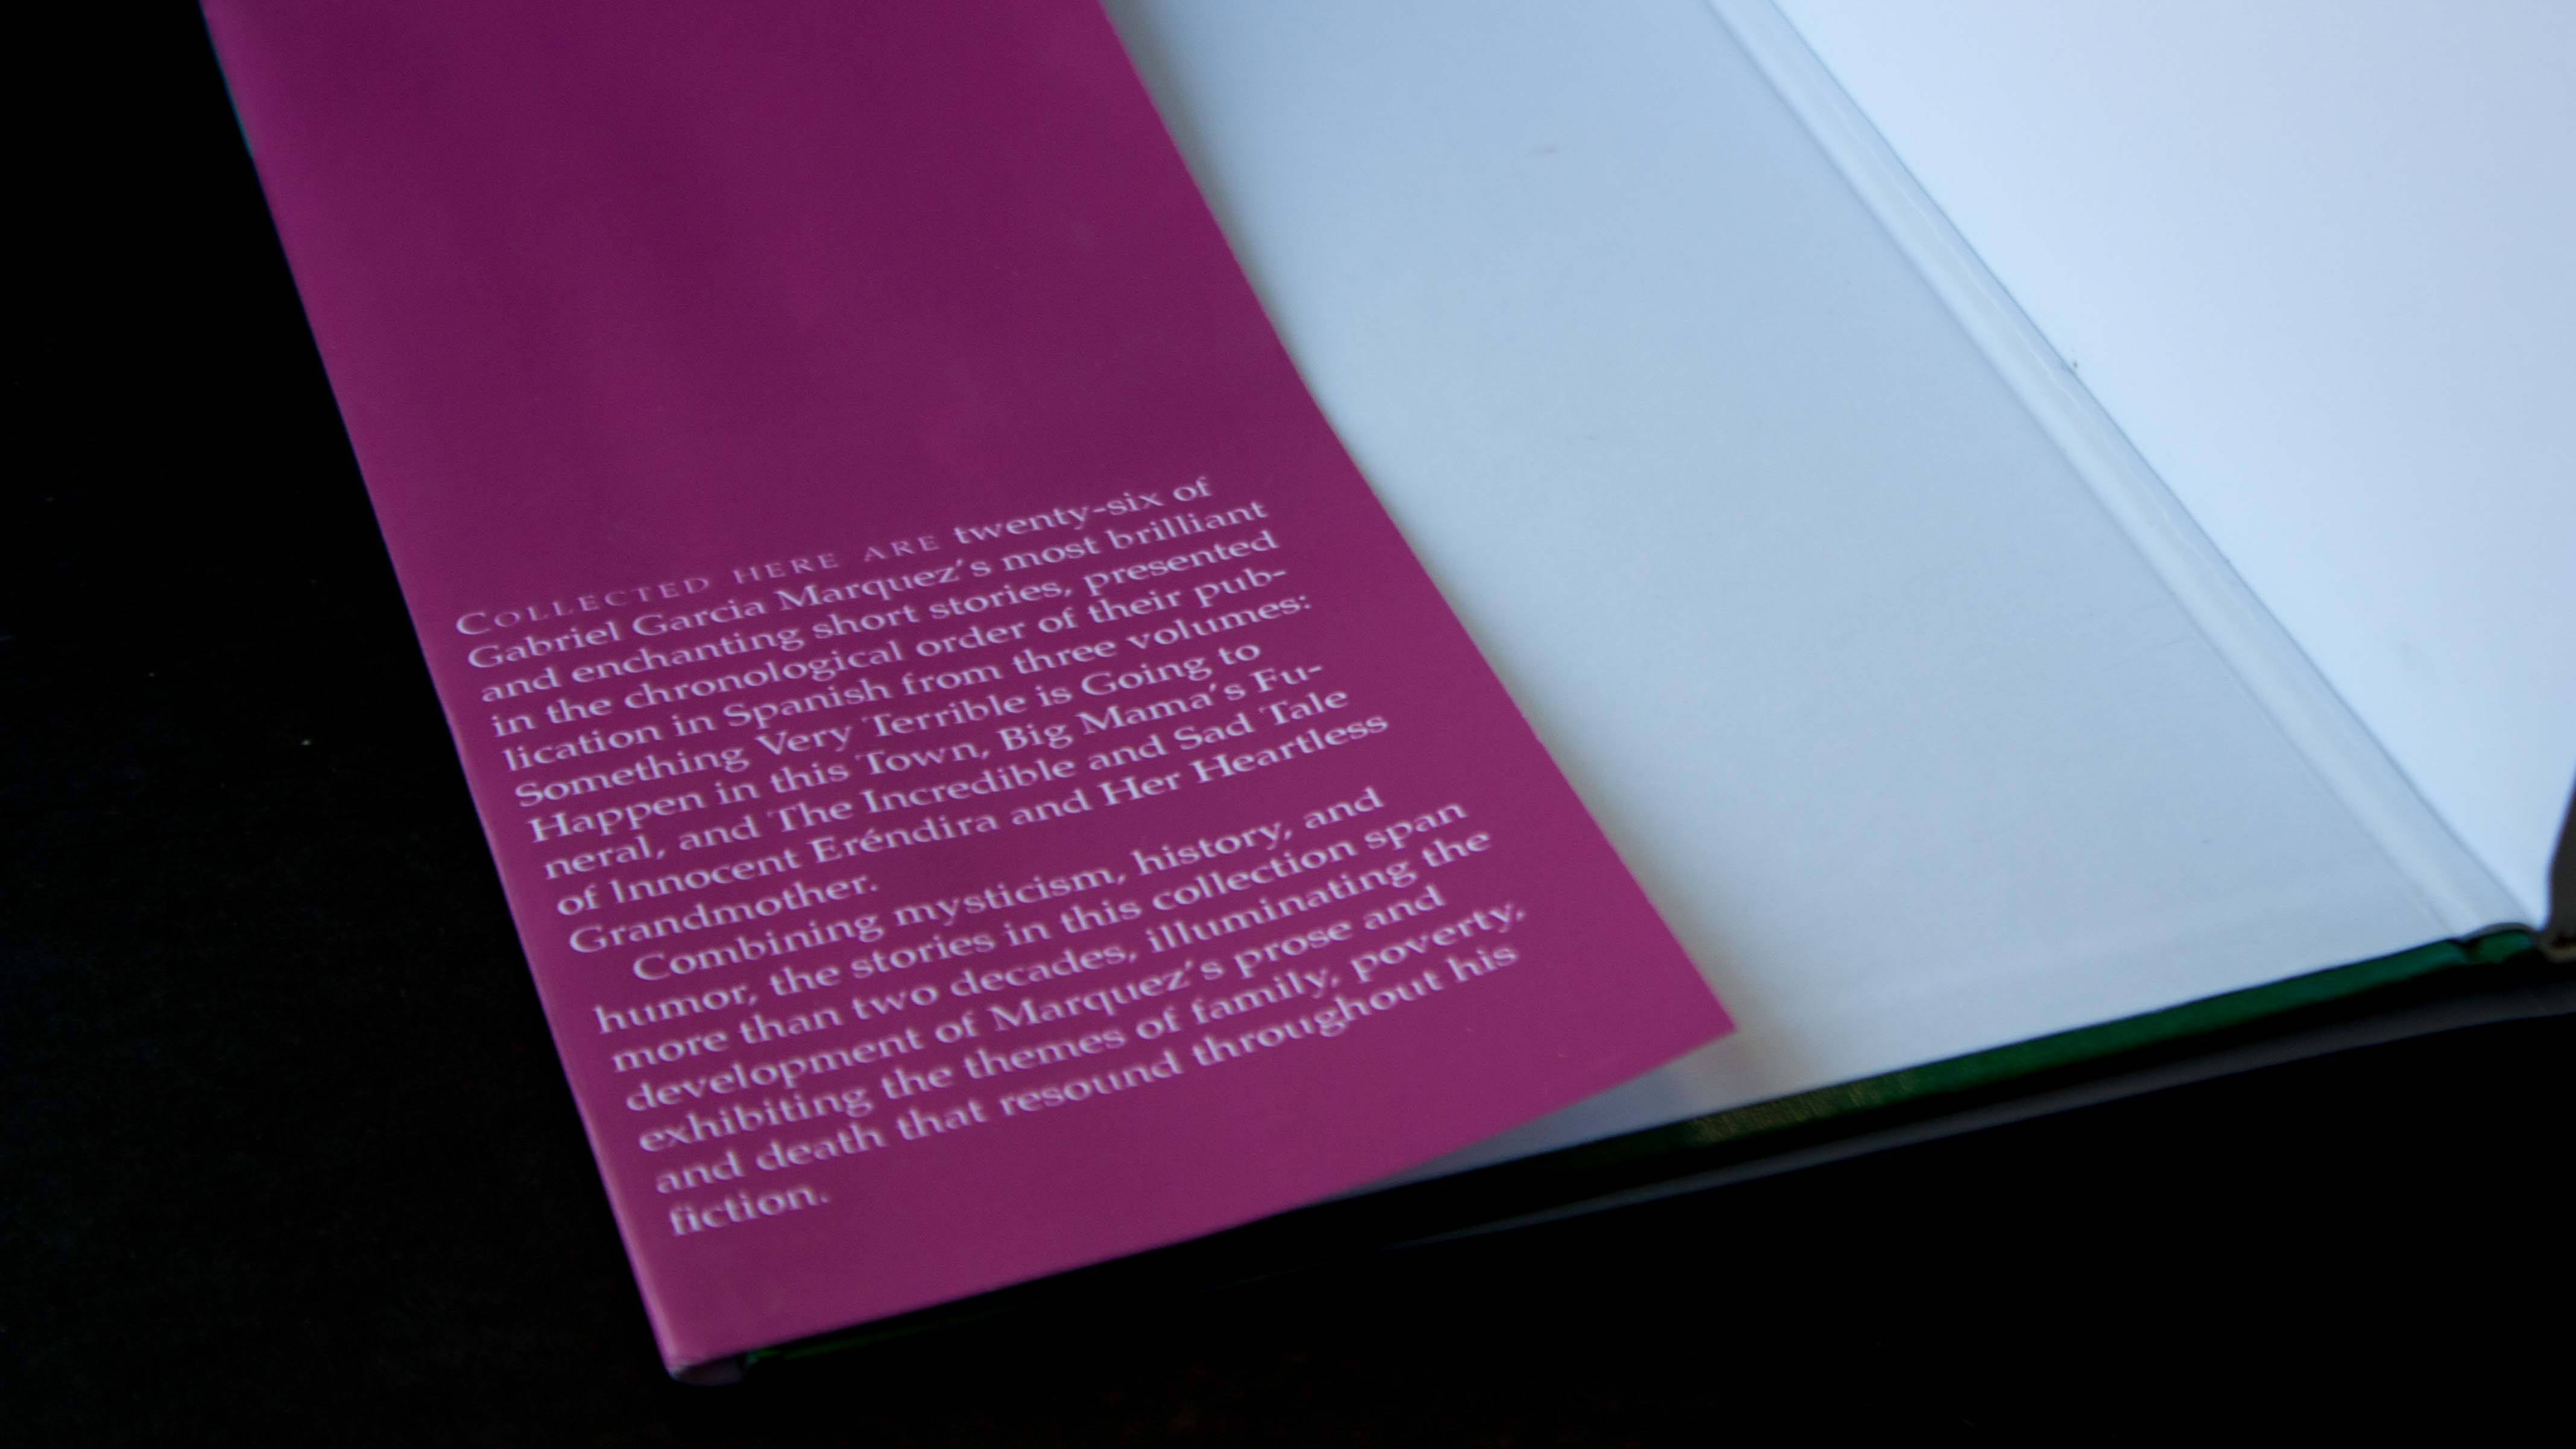 COLLECTED HERE ARE twenty-six of
Gabriel Garcia Marquez's most brilliant
and enchanting short stories, presented
in the chronological order of their pub-
lication in Spanish from three volumes:
Something Very Terrible is Going to
Happen in this Town, Big Mama's Fu-
neral, and The Incredible and Sad Tale
of Innocent Eréndira and Her Heartless
Grandmother.
Combining mysticism, history, and
humor, the stories in this collection span
more than two decades, illuminating the
development of Marquez's prose and
exhibiting the themes of family, poverty,
and death that resound throughout his
fiction.